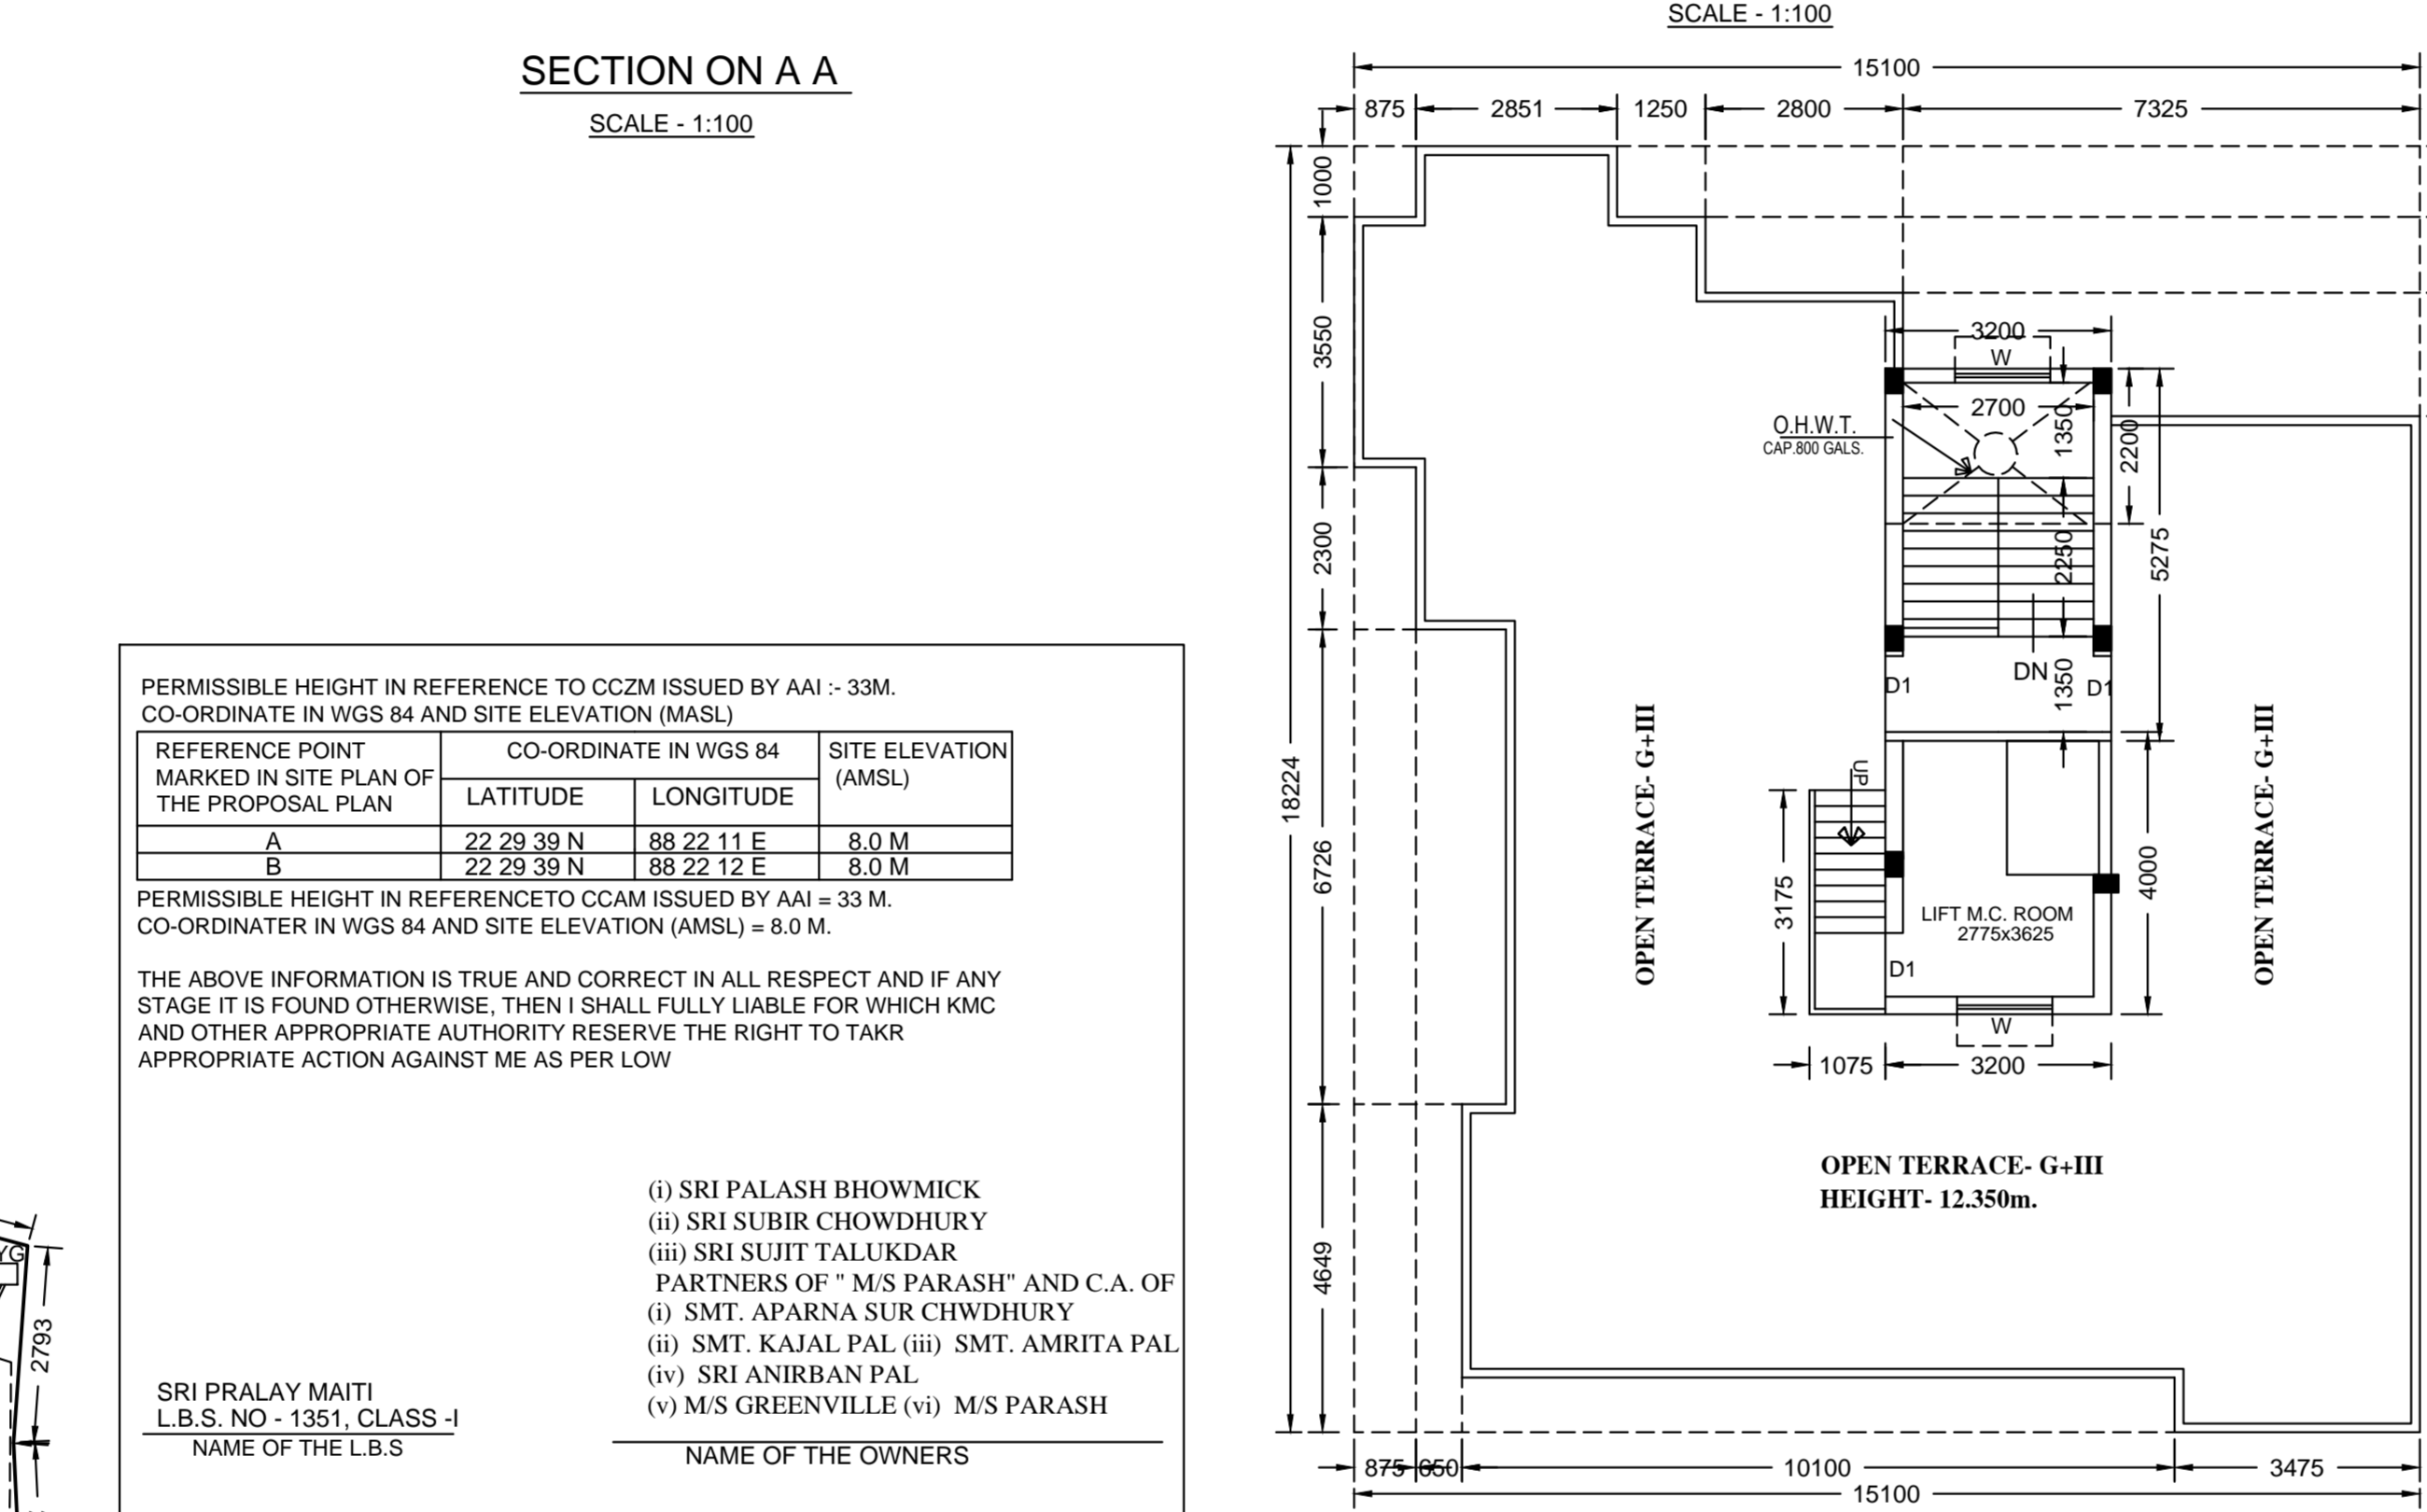 SECTION ON A A
SCALE - 1:100
PERMISSIBLE HEIGHT IN REFERENCE TO CCZM ISSUED BY AAI :- 33M.
CO-ORDINATE IN WGS 84 AND SITE ELEVATION (MASL)
REFERENCE POINT
MARKED IN SITE PLAN OF
THE PROPOSAL PLAN
CO-ORDINATE IN WGS 84
SITE ELEVATION
(AMSL)
LATITUDE LONGITUDE
A 22 29 39 N 88 22 11 E 8.0 M
B 22 29 39 N 88 22 12 E 8.0 M
PERMISSIBLE HEIGHT IN REFERENCETO CCAM ISSUED BY AAI = 33 M.
CO-ORDINATER IN WGS 84 AND SITE ELEVATION (AMSL) = 8.0 M.
THE ABOVE INFORMATION IS TRUE AND CORRECT IN ALL RESPECT AND IF ANY
STAGE IT IS FOUND OTHERWISE, THEN I SHALL FULLY LIABLE FOR WHICH KMC
AND OTHER APPROPRIATE AUTHORITY RESERVE THE RIGHT TO TAKR
APPROPRIATE ACTION AGAINST ME AS PER LOW
(i) SRI PALASH BHOWMICK
(ii) SRI SUBIR CHOWDHURY
(iii) SRI SUJIT TALUKDAR
PARTNERS OF " M/S PARASH" AND C.A. OF
(i) SMT. APARNA SUR CHWDHURY
(ii) SMT. KAJAL PAL (iii) SMT. AMRITA PAL
(iv) SRI ANIRBAN PAL
(v) M/S GREENVILLE (vi) M/S PARASH
NAME OF THE OWNERS
SRI PRALAY MAITI
L.B.S. NO - 1351, CLASS -I
NAME OF THE L.B.S
2793
SCALE - 1:100
15100
875 2851 1250 2800 7325
1000
3550
2300
6726
4649
18224
3200
W
2700
1350
2200
O.H.W.T.
CAP.800 GALS.
2250
5275
DN
D1
D1
1350
UP
3175
4000
LIFT M.C. ROOM
2775x3625
D1
W
1075 3200
OPEN TERRACE- G+III
OPEN TERRACE- G+III
OPEN TERRACE- G+III
HEIGHT- 12.350m.
875 650 10100 3475
15100